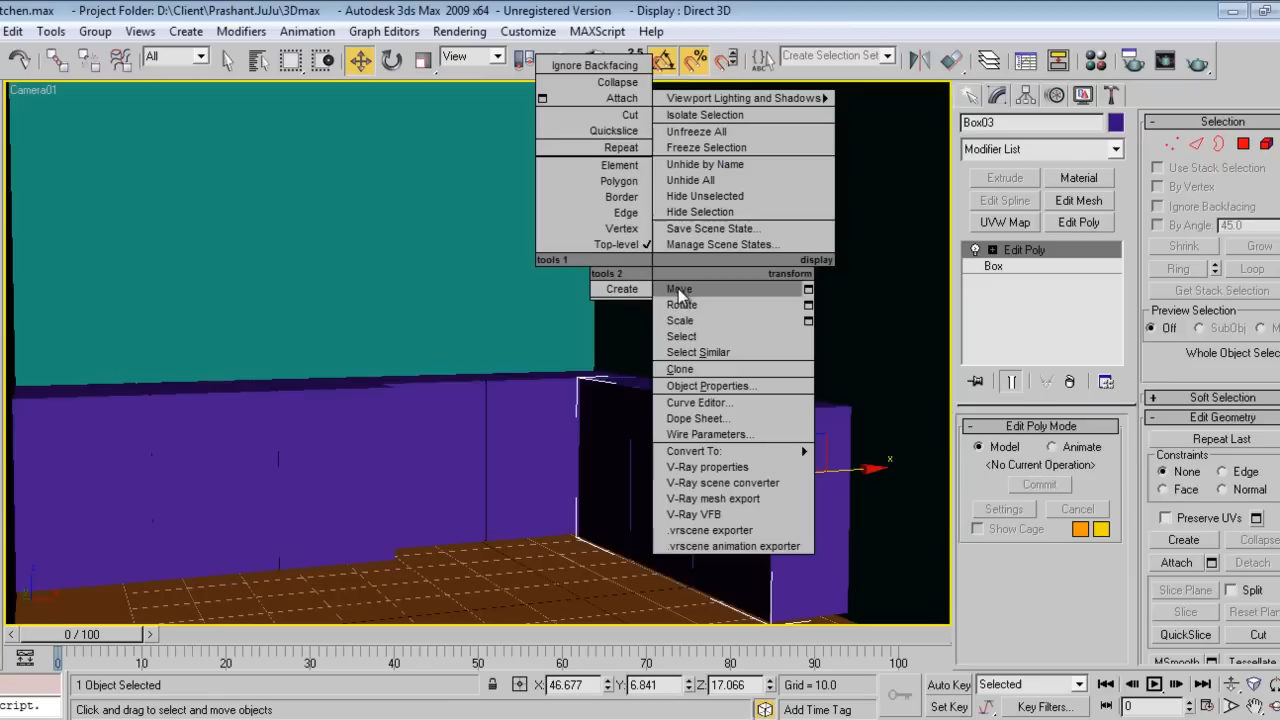 tchen.max - Project Folder: D:\Client\Prashant.JuJu\3Dmax - Autodesk 3ds Max 2009 x64 - Unregistered Version - Display : Direct 3D
Tools Group Views Create Modifiers Animation Graph Editors Rendering Customize MAXScript Help
All
View
2.5
ABC
Create Selection Set
Camera01
Ignore Backfacing
Collapse
Attach
Cut
Quickslice
Repeat
Element
Polygon
Border
Edge
Vertex
Top-level
tools 1
tools 2
Create
Viewport Lighting and Shadows
Isolate Selection
Unfreeze All
Freeze Selection
Unhide by Name
Unhide All
Hide Unselected
Hide Selection
Save Scene State...
Manage Scene States...
display
transform
Move
Rotate
Scale
Select
Select Similar
Clone
Object Properties...
Curve Editor...
Dope Sheet...
Wire Parameters...
Convert To:
V-Ray properties
V-Ray scene converter
V-Ray mesh export
V-Ray VFB
.vrscene exporter
.vrscene animation exporter
x
z
Box03
Modifier List
Extrude Material
Edit Spline Edit Mesh
UVW Map Edit Poly
Edit Poly
Box
- Edit Poly Mode
Model Animate
<No Current Operation>
Commit
Settings Cancel
Show Cage
- Selection
Use Stack Selection
By Vertex
Ignore Backfacing
By Angle: 45.0
Shrink Grow
Ring Loop
Get Stack Selection
Preview Selection
Off SubObj M
Whole Object Selec
+ Soft Selection
- Edit Geometry
Repeat Last
Constraints
None Edge
Face Normal
Preserve UVs
Create Collapse
Attach Detach
Slice Plane Split
Slice Reset Plan
QuickSlice Cut
MSmooth Tessellate
< 0 / 100 >
0 10 20 30 40 50 60 70 80 90 100
1 Object Selected X: 46.677 Y: 6.841 Z: 17.066 Grid = 10.0 Auto Key Selected
cript. Click and drag to select and move objects Add Time Tag Set Key Key Filters... 0